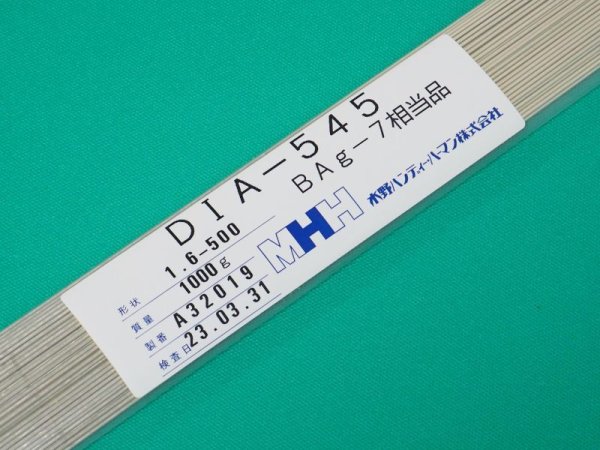 DIA-545
BAg-7相当品
形状 1.6-500
質量 1000g
製番 A32019
検査日 23.03.31
MHH
水野ハンディー・ハーマン株式会社